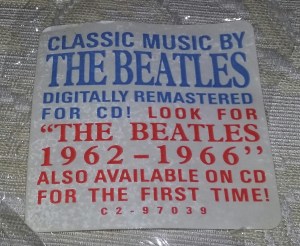 CLASSIC MUSIC BY
THE BEATLES
DIGITALLY REMASTERED
FOR CD! LOOK FOR
"THE BEATLES
1962-1966"
ALSO AVAILABLE ON CD
FOR THE FIRST TIME!
C2-97039